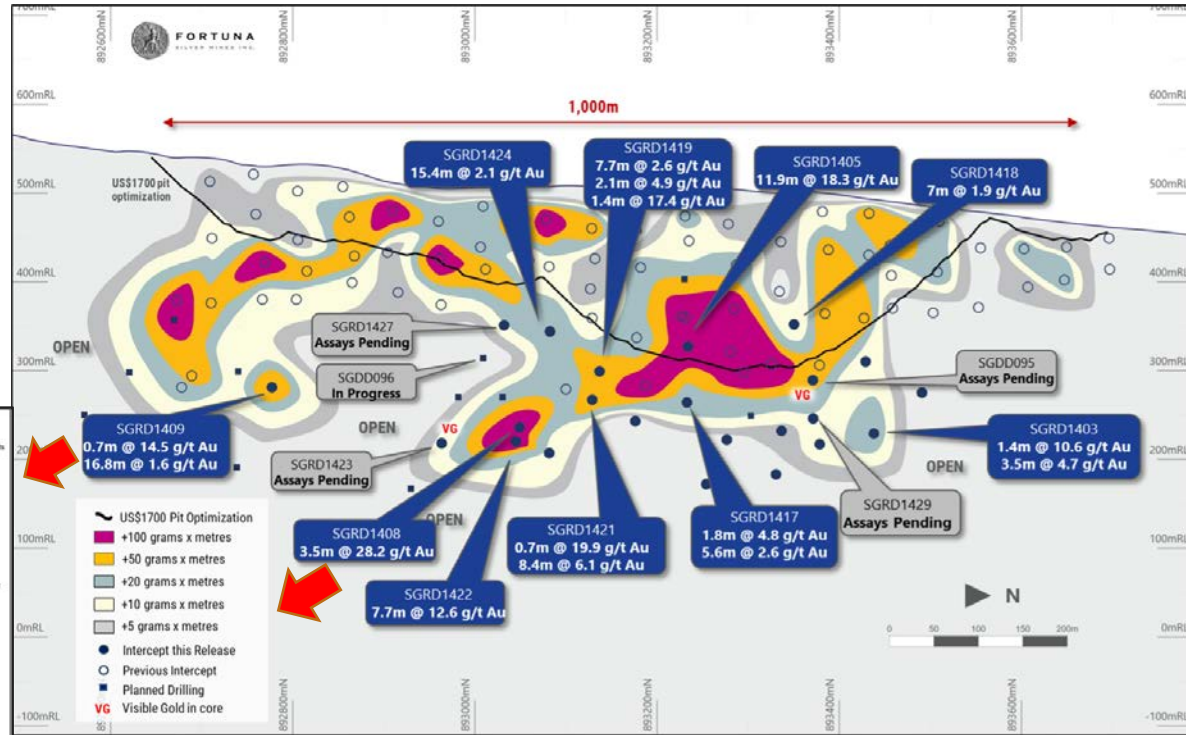 700mRL
700mRL
892600mN
892800mN
893000mN
893200mN
893400mN
893600mN
FORTUNA
SILVER MINES INC.
600mRL
600mRL
1,000m
US$1700 pit
optimization
500mRL
500mRL
SGRD1424
15.4m @ 2.1 g/t Au
SGRD1419
7.7m @ 2.6 g/t Au
2.1m @ 4.9 g/t Au
1.4m @ 17.4 g/t Au
SGRD1405
11.9m @ 18.3 g/t Au
SGRD1418
7m @ 1.9 g/t Au
400mRL
400mRL
SGRD1427
Assays Pending
OPEN
SGDD096
In Progress
300mRL
300mRL
SGDD095
Assays Pending
VG
SGRD1409
0.7m @ 14.5 g/t Au
16.8m @ 1.6 g/t Au
OPEN
VG
SGRD1423
Assays Pending
SGRD1403
1.4m @ 10.6 g/t Au
3.5m @ 4.7 g/t Au
OPEN
200mRL
200mRL
SGRD1429
Assays Pending
OPEN
SGRD1408
3.5m @ 28.2 g/t Au
SGRD1421
0.7m @ 19.9 g/t Au
8.4m @ 6.1 g/t Au
SGRD1417
1.8m @ 4.8 g/t Au
5.6m @ 2.6 g/t Au
SGRD1422
7.7m @ 12.6 g/t Au
US$1700 Pit Optimization
+100 grams x metres
+50 grams x metres
+20 grams x metres
+10 grams x metres
+5 grams x metres
Intercept this Release
Previous Intercept
Planned Drilling
VG Visible Gold in core
100mRL
100mRL
N
0 50 100 150 200m
0mRL
0mRL
-100mRL
-100mRL
892800mN
893000mN
893200mN
893400mN
893600mN